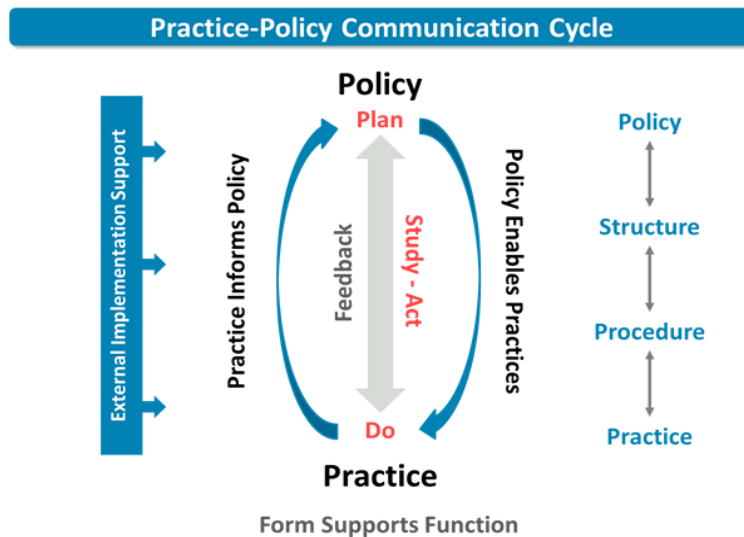 Practice-Policy Communication Cycle
External Implementation Support
Practice Informs Policy
Policy
Plan
Feedback
Study - Act
Do
Practice
Policy Enables Practices
Policy
Structure
Procedure
Practice
Form Supports Function